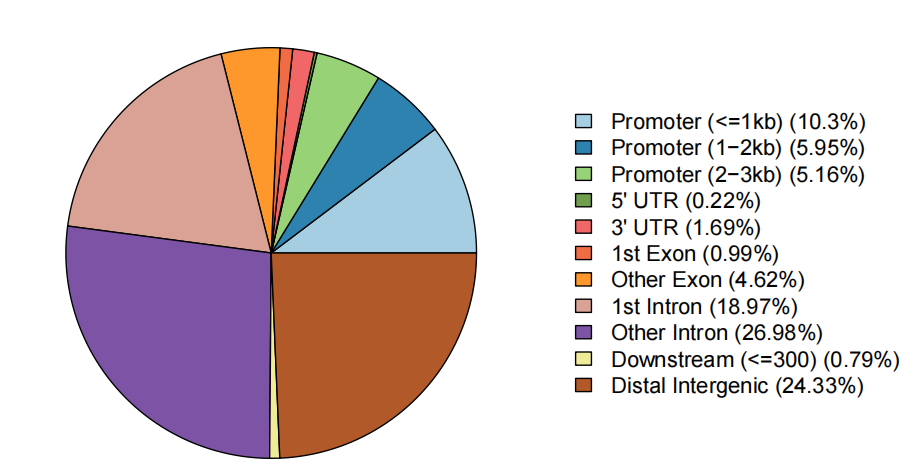 Promoter (<=1kb) (10.3%)
Promoter (1−2kb) (5.95%)
Promoter (2−3kb) (5.16%)
5' UTR (0.22%)
3' UTR (1.69%)
1st Exon (0.99%)
Other Exon (4.62%)
1st Intron (18.97%)
Other Intron (26.98%)
Downstream (<=300) (0.79%)
Distal Intergenic (24.33%)